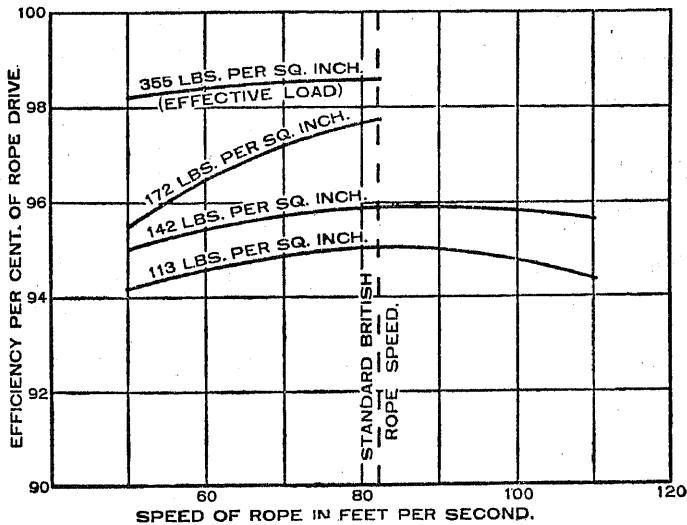 100
98
96
94
92
90
EFFICIENCY PER CENT. OF ROPE DRIVE.
355 LBS. PER SQ. INCH.
(EFFECTIVE LOAD)
172 LBS. PER SQ. INCH.
142 LBS. PER SQ. INCH.
113 LBS. PER SQ. INCH.
STANDARD BRITISH
ROPE SPEED.
60
80
100
120
SPEED OF ROPE IN FEET PER SECOND.